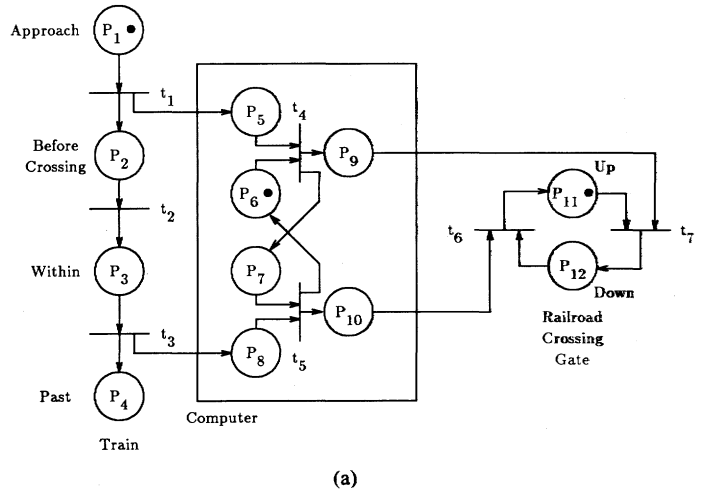 Approach
P1
t1
Before
Crossing
P2
t2
Within
P3
t3
Past
P4
Train
P5
t4
P9
P6
P7
P10
P8
t5
Computer
Up
P11
t6
t7
P12
Down
Railroad
Crossing
Gate
(a)